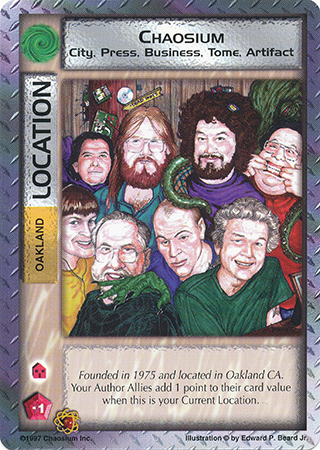 CHAOSIUM
City, Press, Business, Tome, Artifact
LOCATION
OAKLAND
Founded in 1975 and located in Oakland CA.
Your Author Allies add 1 point to their card value
when this is your Current Location.
+1
©1997 Chaosium Inc.
Illustration © by Edward P. Beard Jr.